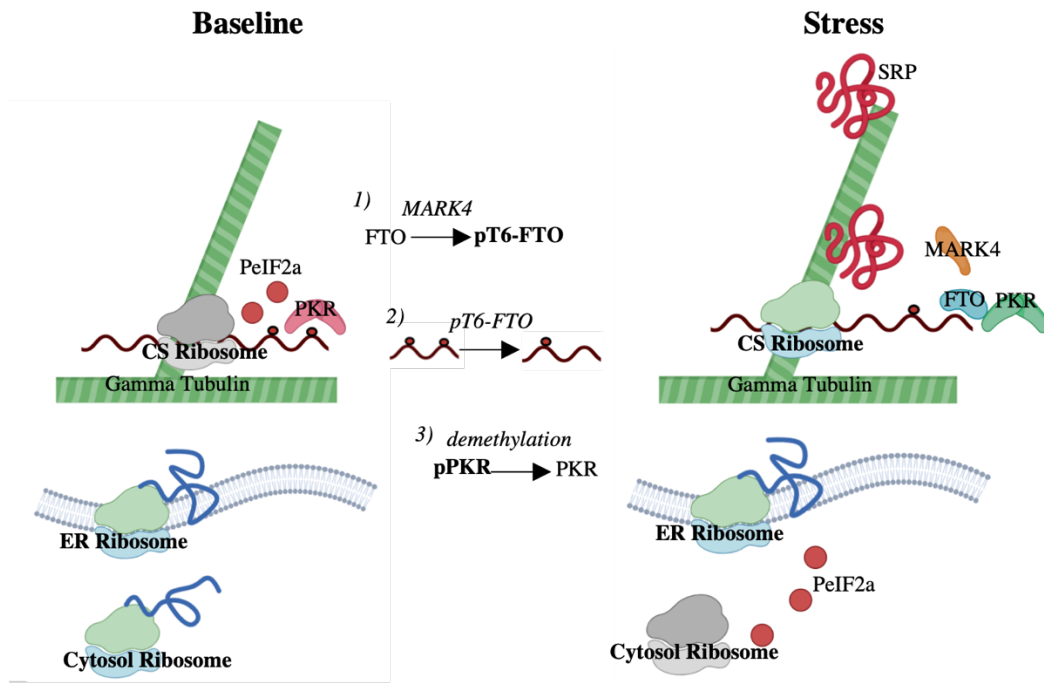 Baseline
Stress
SRP
1)
MARK4
FTO
pT6-FTO
PeIF2a
PKR
CS Ribosome
Gamma Tubulin
2)
pT6-FTO
MARK4
FTO
PKR
CS Ribosome
Gamma Tubulin
3)
demethylation
pPKR
PKR
ER Ribosome
Cytosol Ribosome
ER Ribosome
PeIF2a
Cytosol Ribosome